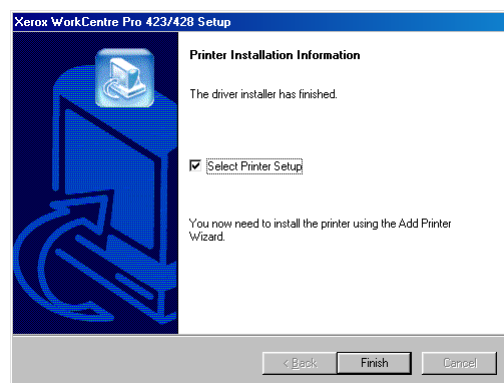 Xerox WorkCentre Pro 423/428 Setup
Printer Installation Information
The driver installer has finished.
Select Printer Setup
You now need to install the printer using the Add Printer
Wizard.
< Back Finish Cancel